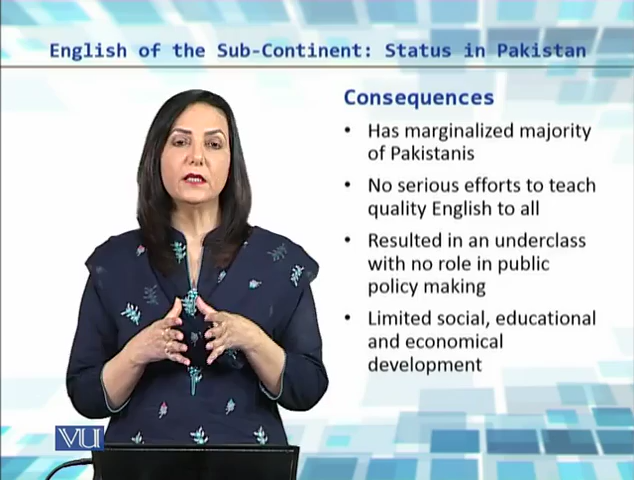 English of the Sub-Continent: Status in Pakistan
Consequences
• Has marginalized majority
of Pakistanis
• No serious efforts to teach
quality English to all
• Resulted in an underclass
with no role in public
policy making
• Limited social, educational
and economical
development
VU